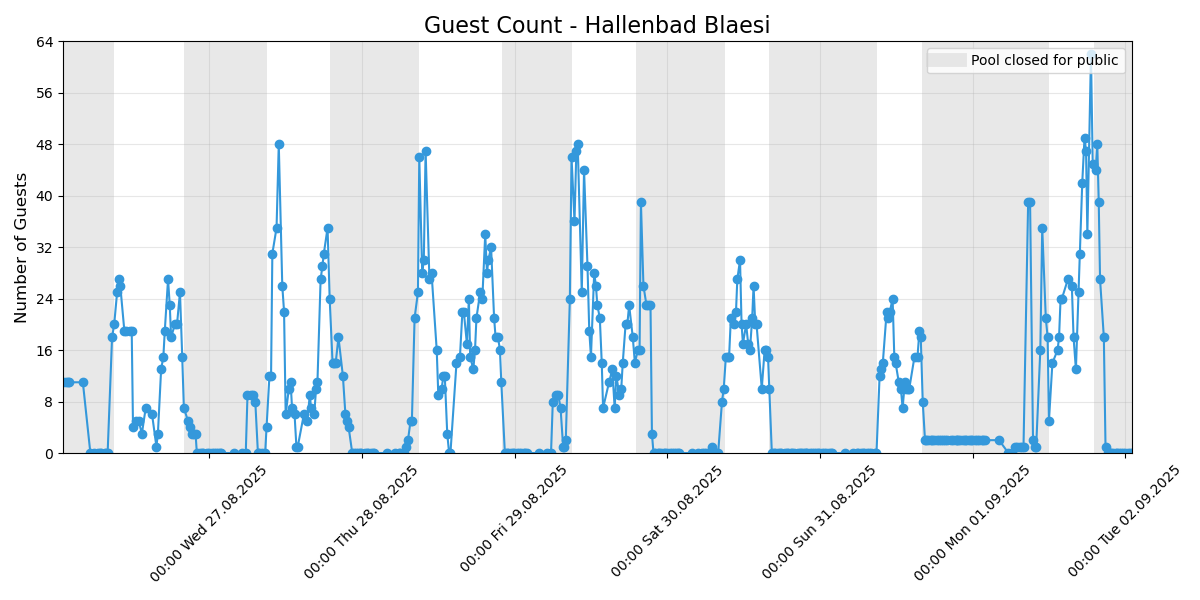 Guest Count - Hallenbad Blaesi
Pool closed for public
Number of Guests
64
56
48
40
32
24
16
8
0
00:00 Wed 27.08.2025
00:00 Thu 28.08.2025
00:00 Fri 29.08.2025
00:00 Sat 30.08.2025
00:00 Sun 31.08.2025
00:00 Mon 01.09.2025
00:00 Tue 02.09.2025